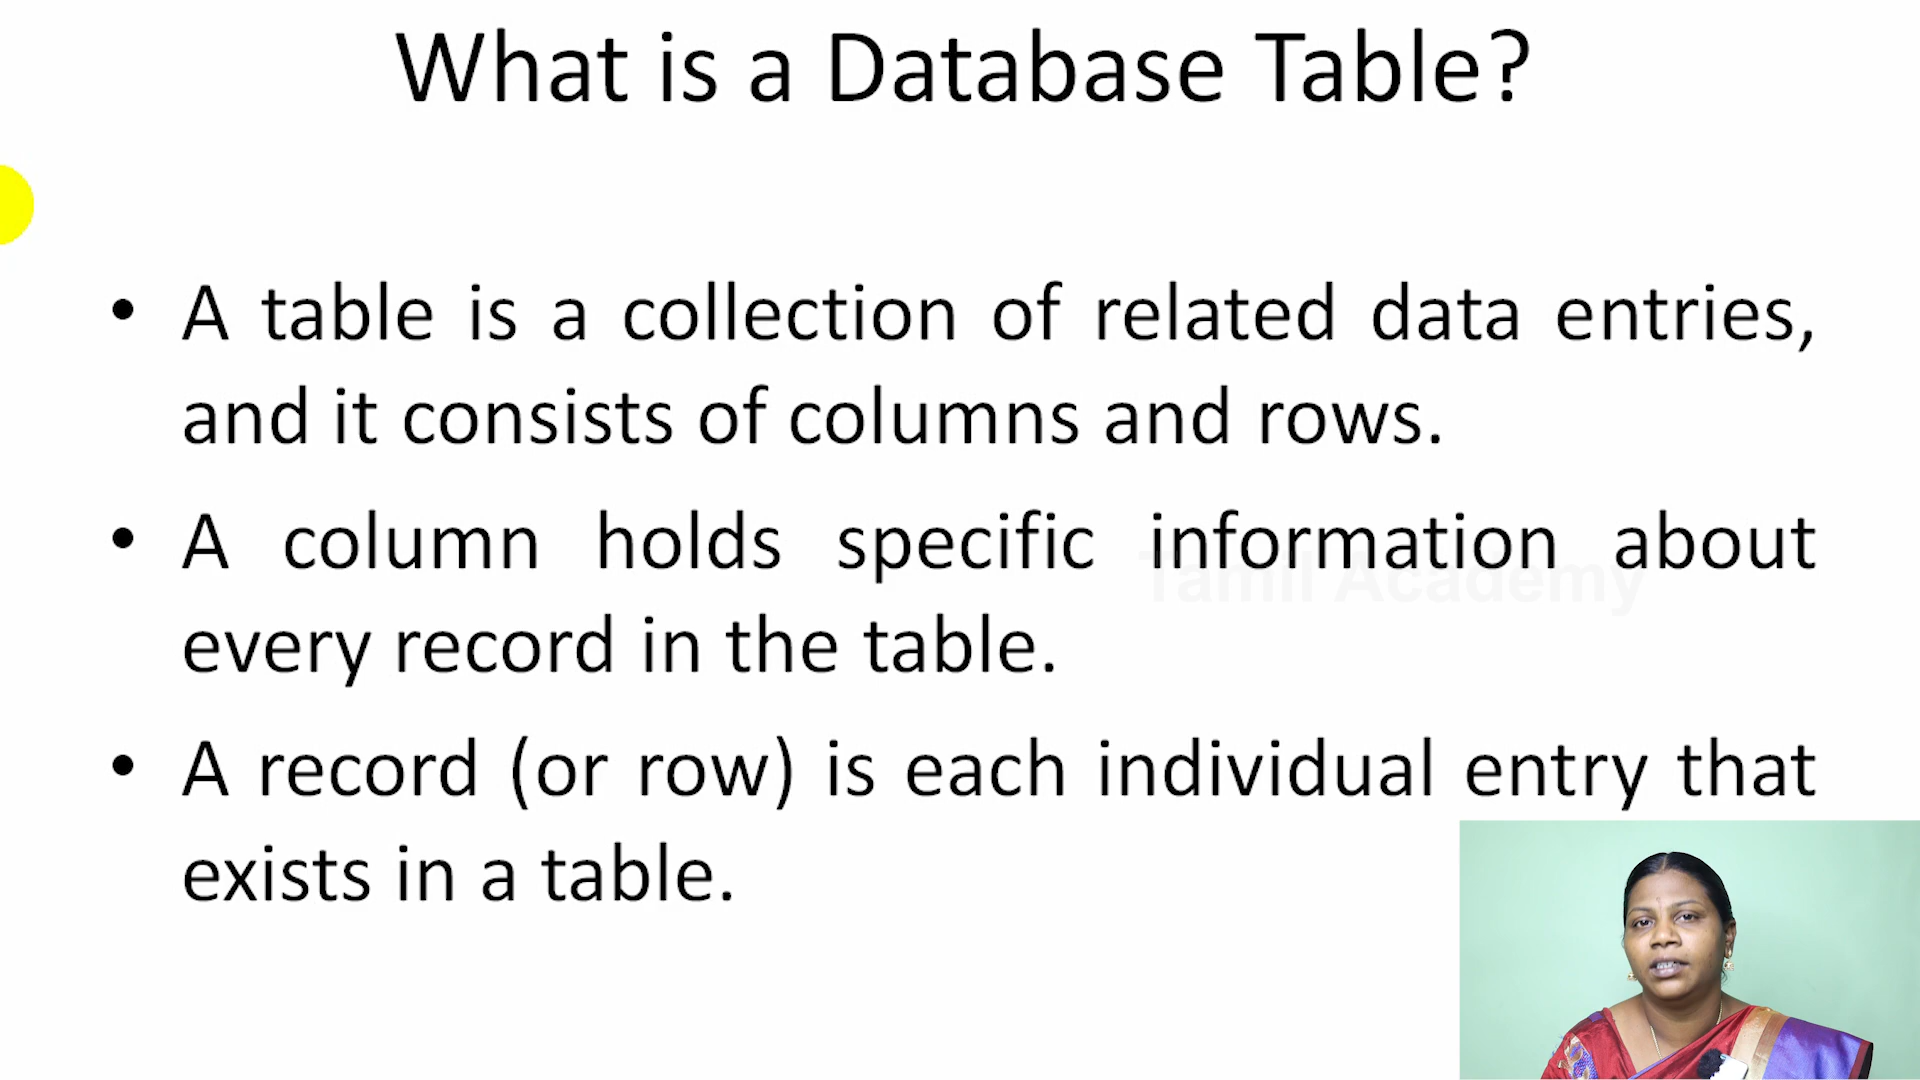 What is a Database Table?
• A table is a collection of related data entries,
and it consists of columns and rows.
• A column holds specific information about
Tamil Academy
every record in the table.
• A record (or row) is each individual entry that
exists in a table.